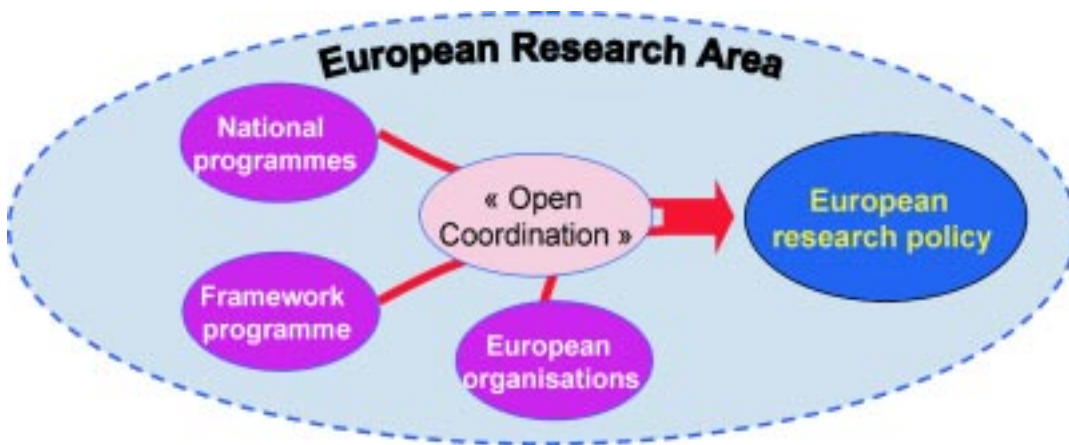 European Research Area
National
programmes
« Open
Coordination »
European
research policy
Framework
programme
European
organisations